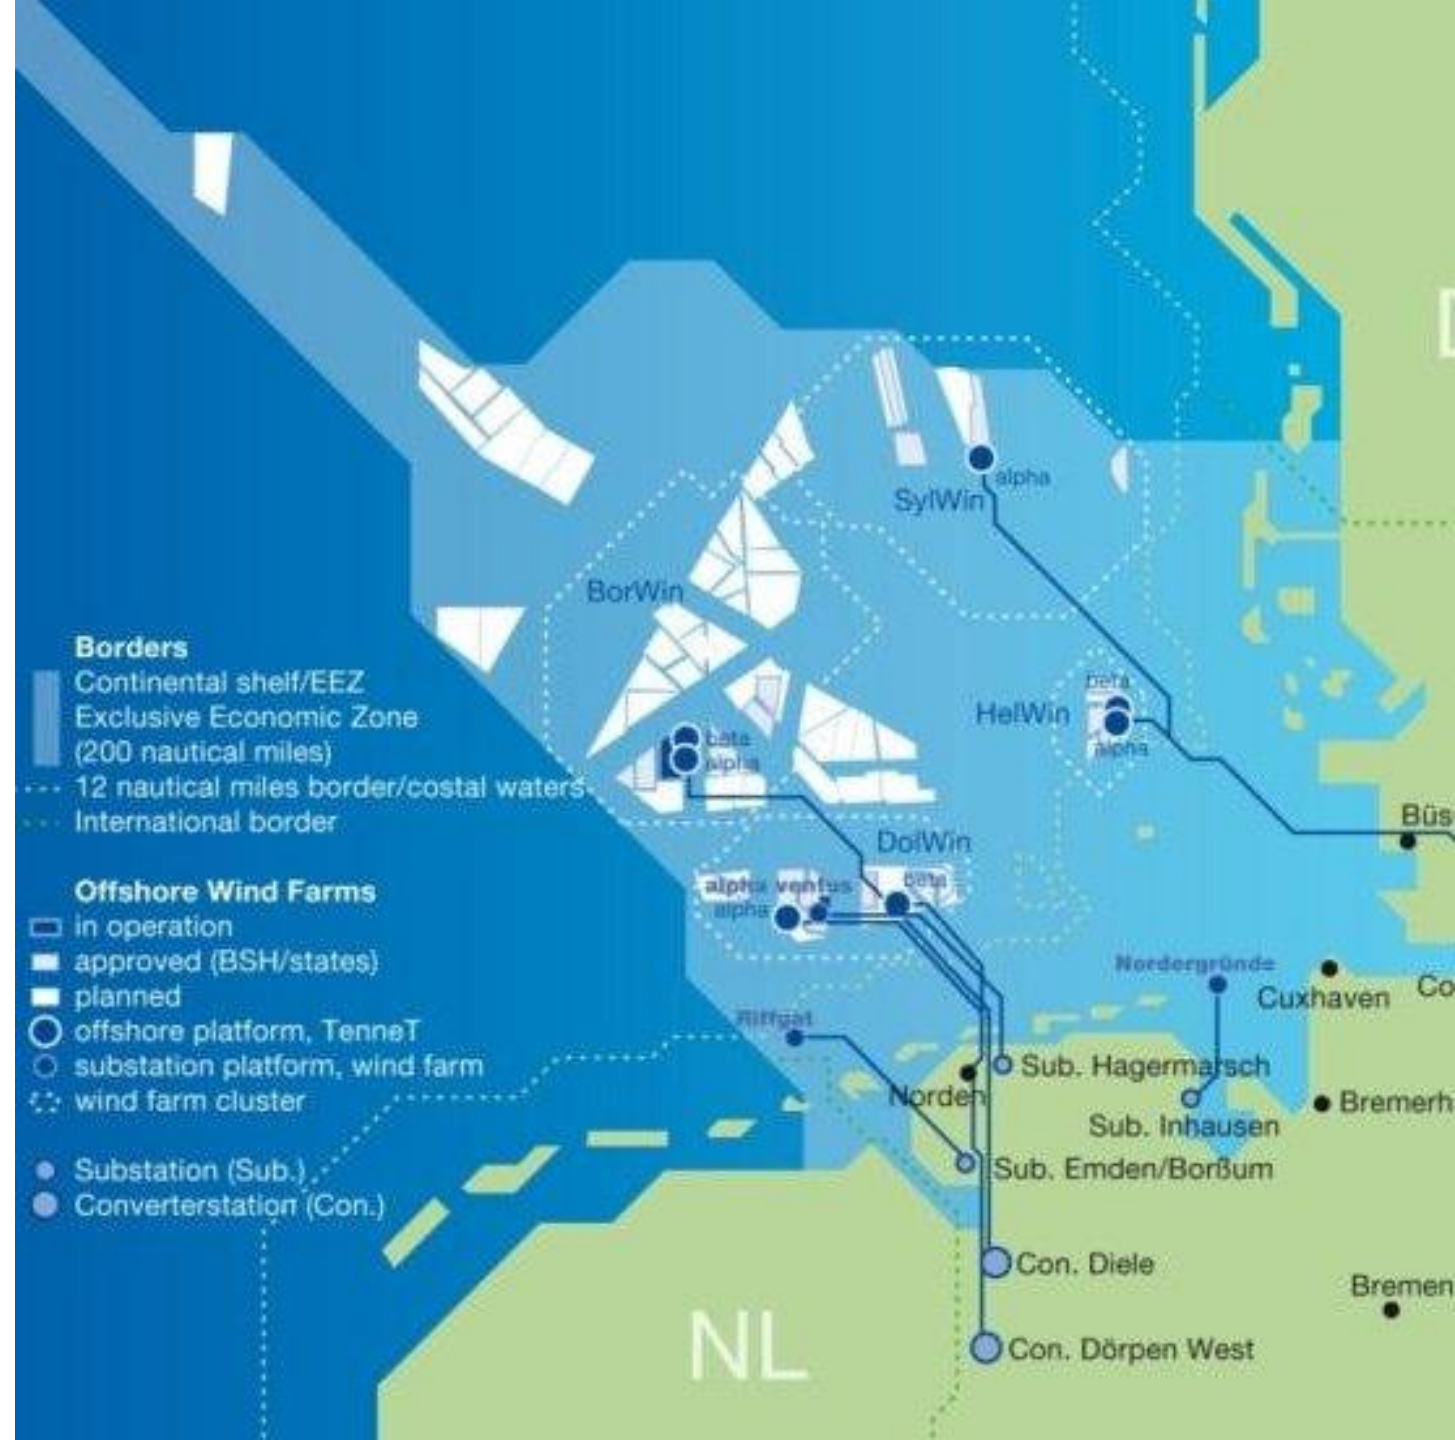 D
alpha
SylWin
BorWin
beta
HelWin
alpha
beta
alpha
Borders
Continental shelf/EEZ
Exclusive Economic Zone
(200 nautical miles)
12 nautical miles border/costal waters
International border
Büs
DolWin
alpha ventus
beta
alpha
Offshore Wind Farms
in operation
approved (BSH/states)
planned
offshore platform, TenneT
substation platform, wind farm
wind farm cluster
Substation (Sub.)
Converterstation (Con.)
Nordergründe
Cuxhaven
Co
Riffgat
Sub. Hagermarsch
Norden
Bremerh
Sub. Inhausen
Sub. Emden/Borßum
Con. Diele
Bremen
NL
Con. Dörpen West